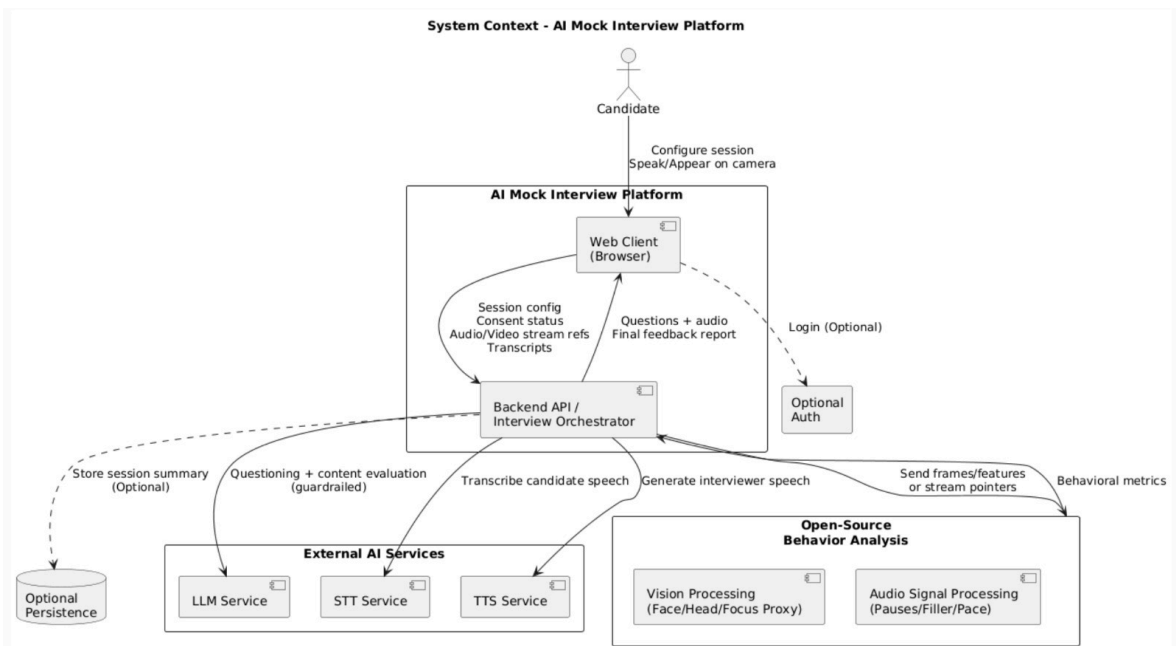 System Context - AI Mock Interview Platform
Candidate
Configure session
Speak/Appear on camera
AI Mock Interview Platform
Web Client
(Browser)
Session config
Consent status
Audio/Video stream refs
Transcripts
Questions + audio
Final feedback report
Login (Optional)
Optional
Auth
Backend API /
Interview Orchestrator
Store session summary
(Optional)
Questioning + content evaluation
(guardrailed)
Transcribe candidate speech
Generate interviewer speech
Send frames/features
or stream pointers
Behavioral metrics
Optional
Persistence
External AI Services
LLM Service
STT Service
TTS Service
Open-Source
Behavior Analysis
Vision Processing
(Face/Head/Focus Proxy)
Audio Signal Processing
(Pauses/Filler/Pace)